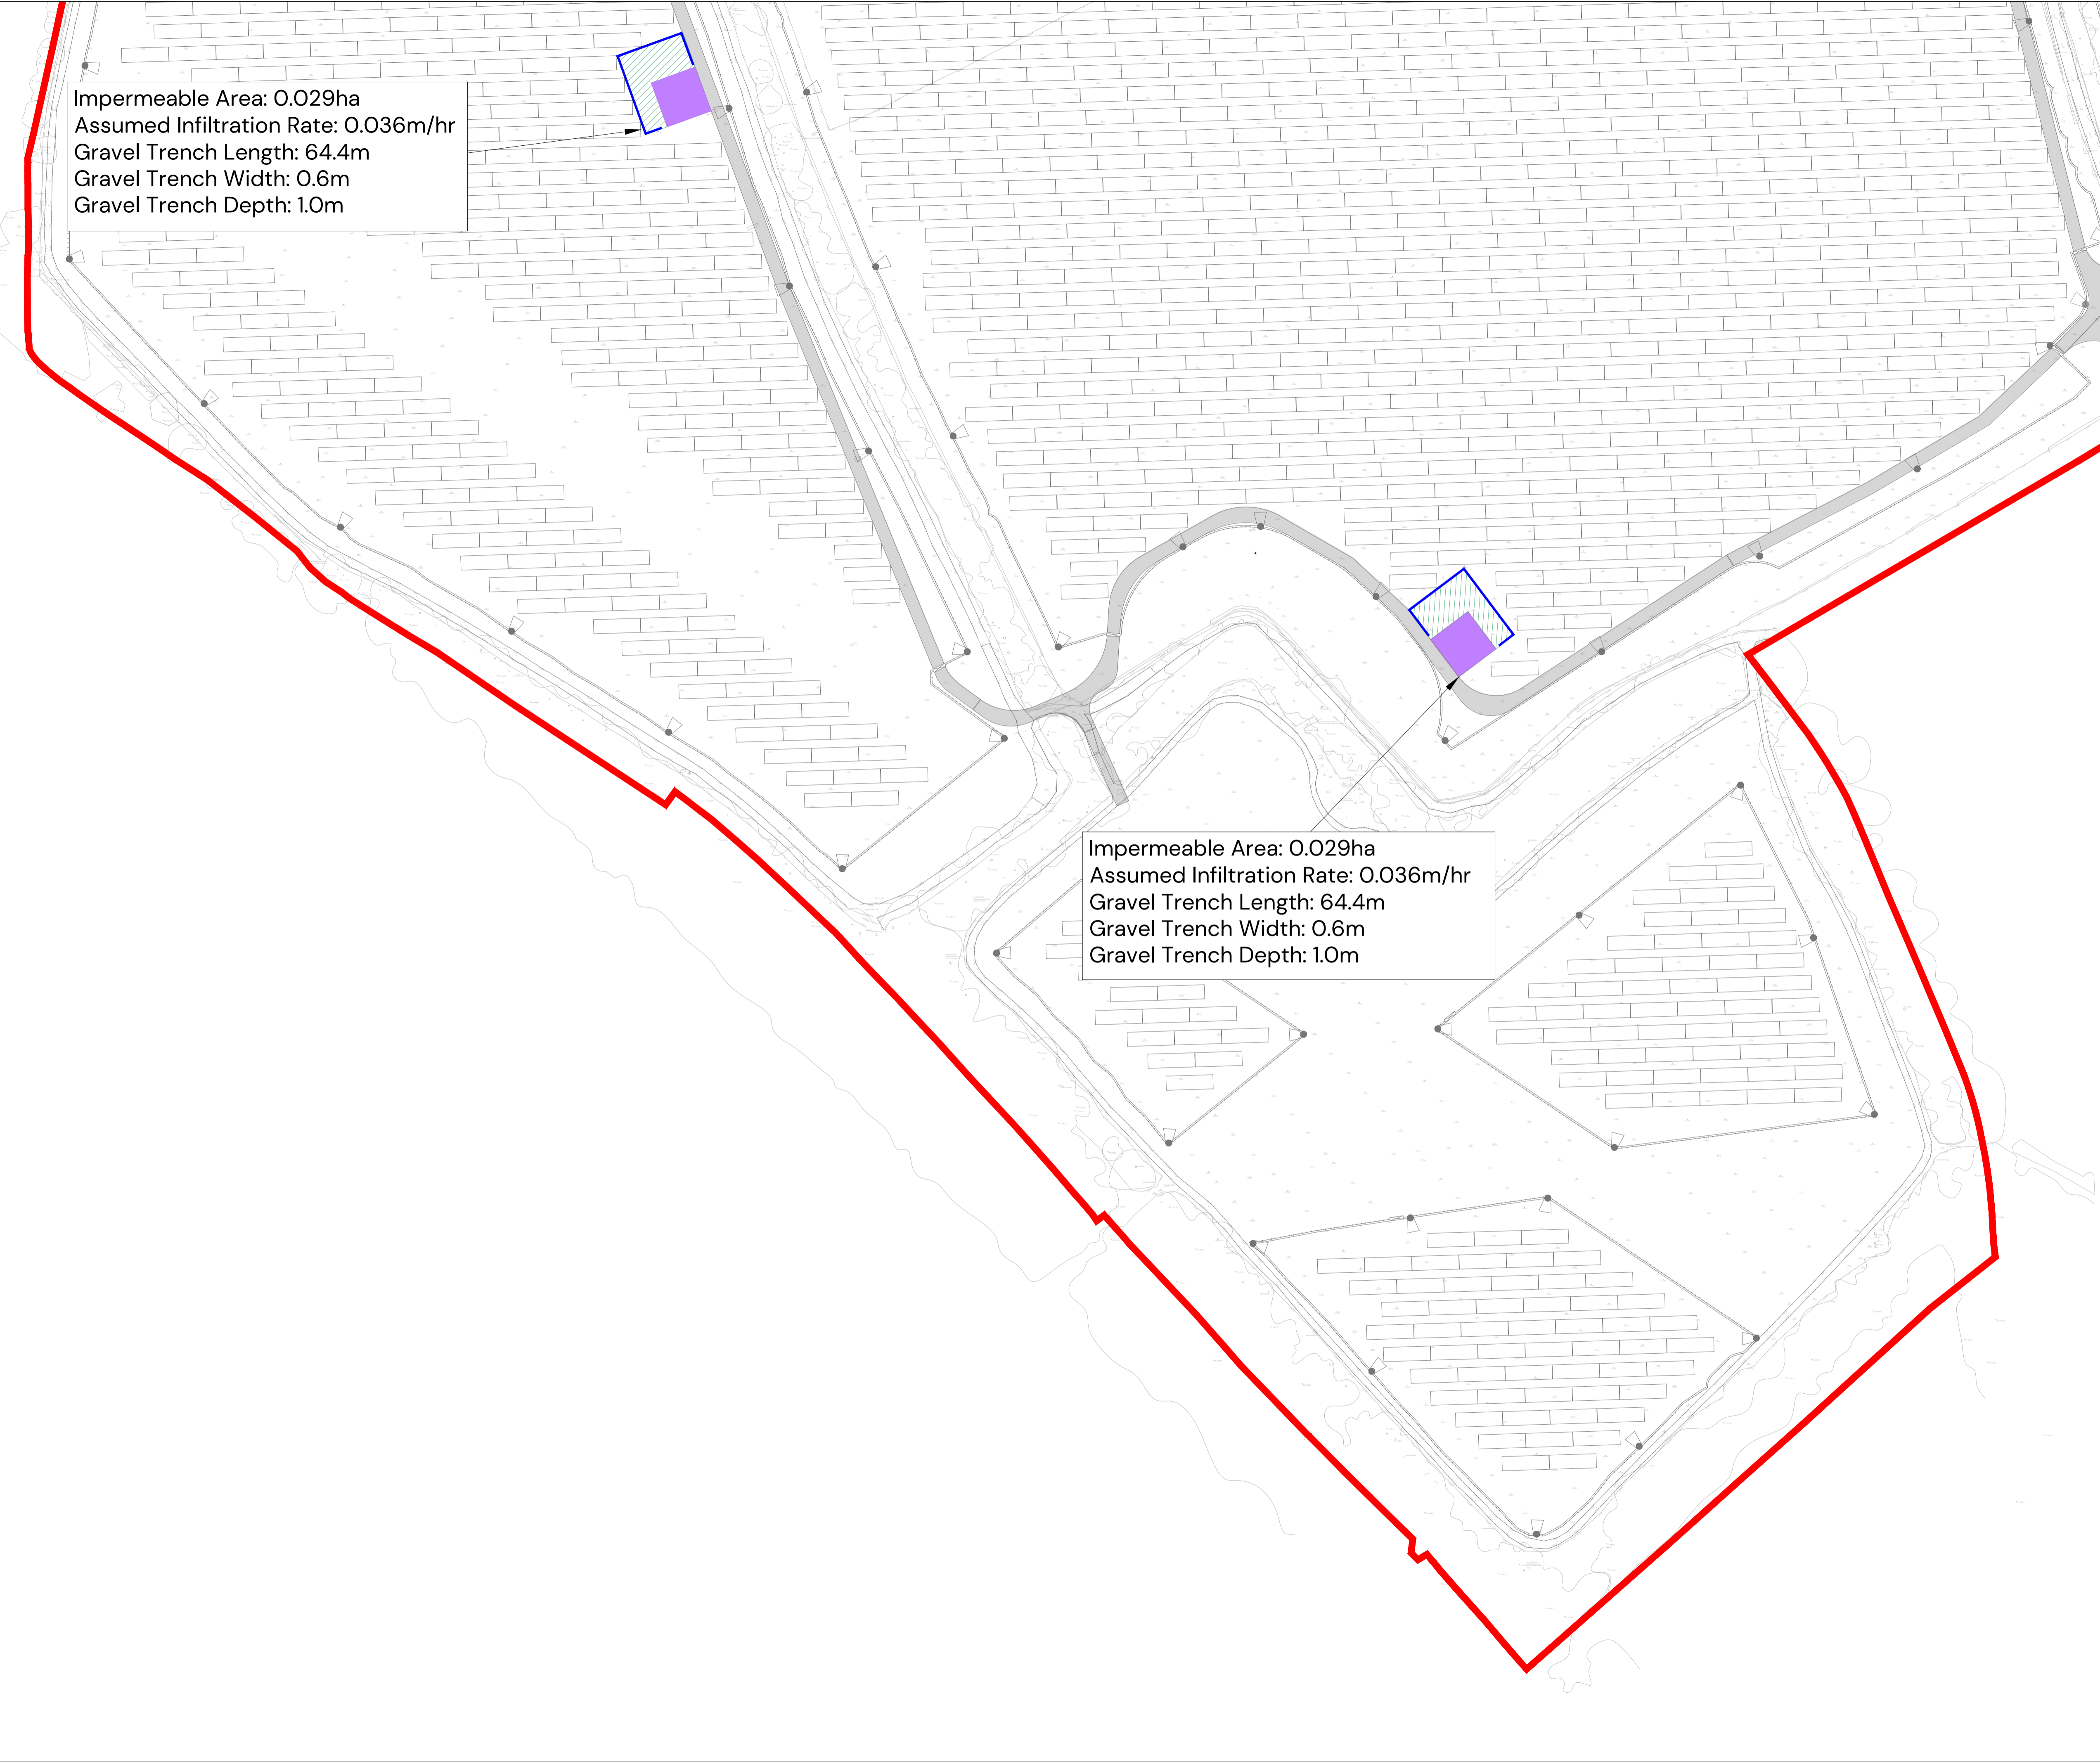 Impermeable Area: 0.029ha
Assumed Infiltration Rate: 0.036m/hr
Gravel Trench Length: 64.4m
Gravel Trench Width: 0.6m
Gravel Trench Depth: 1.0m
Impermeable Area: 0.029ha
Assumed Infiltration Rate: 0.036m/hr
Gravel Trench Length: 64.4m
Gravel Trench Width: 0.6m
Gravel Trench Depth: 1.0m